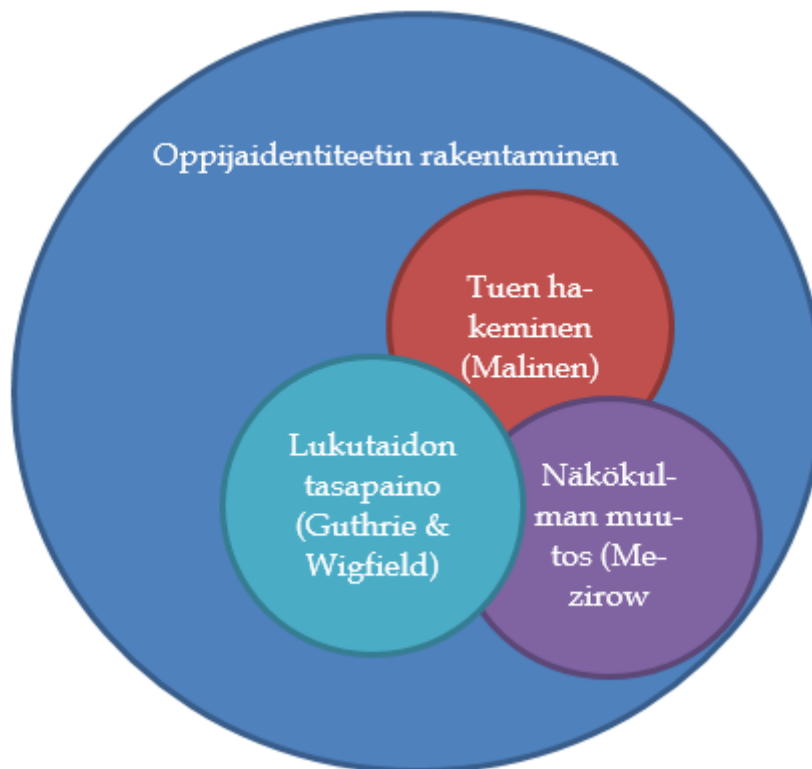 Oppijaidentiteetin rakentaminen
Tuen ha-
keminen
(Malinen)
Lukutaidon
tasapaino
(Guthrie &
Wigfield)
Näkökul-
man muu-
tos (Me-
zirow